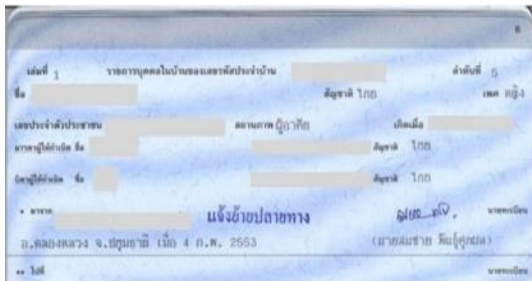 6
เล่มที่ 1 รายการบุคคลในบ้านของเลขรหัสประจำบ้าน ลำดับที่ 5
ชื่อ สัญชาติ ไทย เพศ หญิง
เลขประจำตัวประชาชน สถานภาพ ผู้อาศัย เกิดเมื่อ
มารดาผู้ให้กำเนิด ชื่อ สัญชาติ ไทย
บิดาผู้ให้กำเนิด ชื่อ สัญชาติ ไทย
* มาจาก แจ้งย้ายปลายทาง นายทะเบียน
อ.คลองหลวง จ.ปทุมธานี เมื่อ 4 ก.พ. 2553 (นายสมชาย
** ไปที่ นายทะเบียน